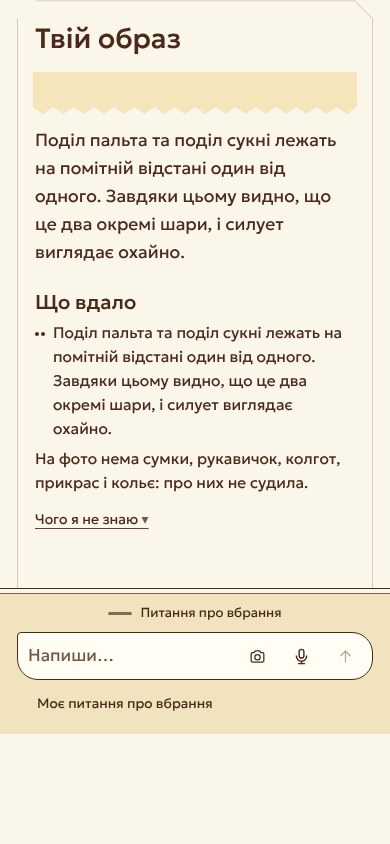 Твій образ
Поділ пальта та поділ сукні лежать
на помітній відстані один від
одного. Завдяки цьому видно, що
це два окремі шари, і силует
виглядає охайно.
Що вдало
•• Поділ пальта та поділ сукні лежать на
помітній відстані один від одного.
Завдяки цьому видно, що це два
окремі шари, і силует виглядає
охайно.
На фото нема сумки, рукавичок, колгот,
прикрас і кольє: про них не судила.
Чого я не знаю ▾
Питання про вбрання
Напиши...
Моє питання про вбрання